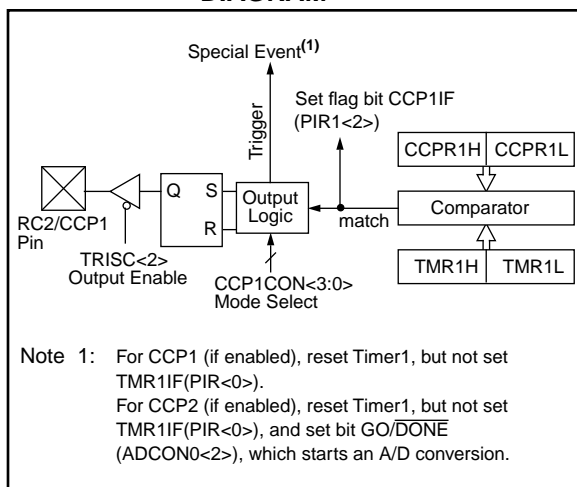 DIAGRAM
Special Event(1)
Set flag bit CCP1IF
(PIR1<2>)
Trigger
CCPR1H CCPR1L
Q S
R
Output
Logic
match
Comparator
RC2/CCP1
Pin
TRISC<2>
Output Enable
CCP1CON<3:0>
Mode Select
TMR1H TMR1L
Note 1: For CCP1 (if enabled), reset Timer1, but not set
TMR1IF(PIR<0>).
For CCP2 (if enabled), reset Timer1, but not set
TMR1IF(PIR<0>), and set bit GO/DONE
(ADCON0<2>), which starts an A/D conversion.